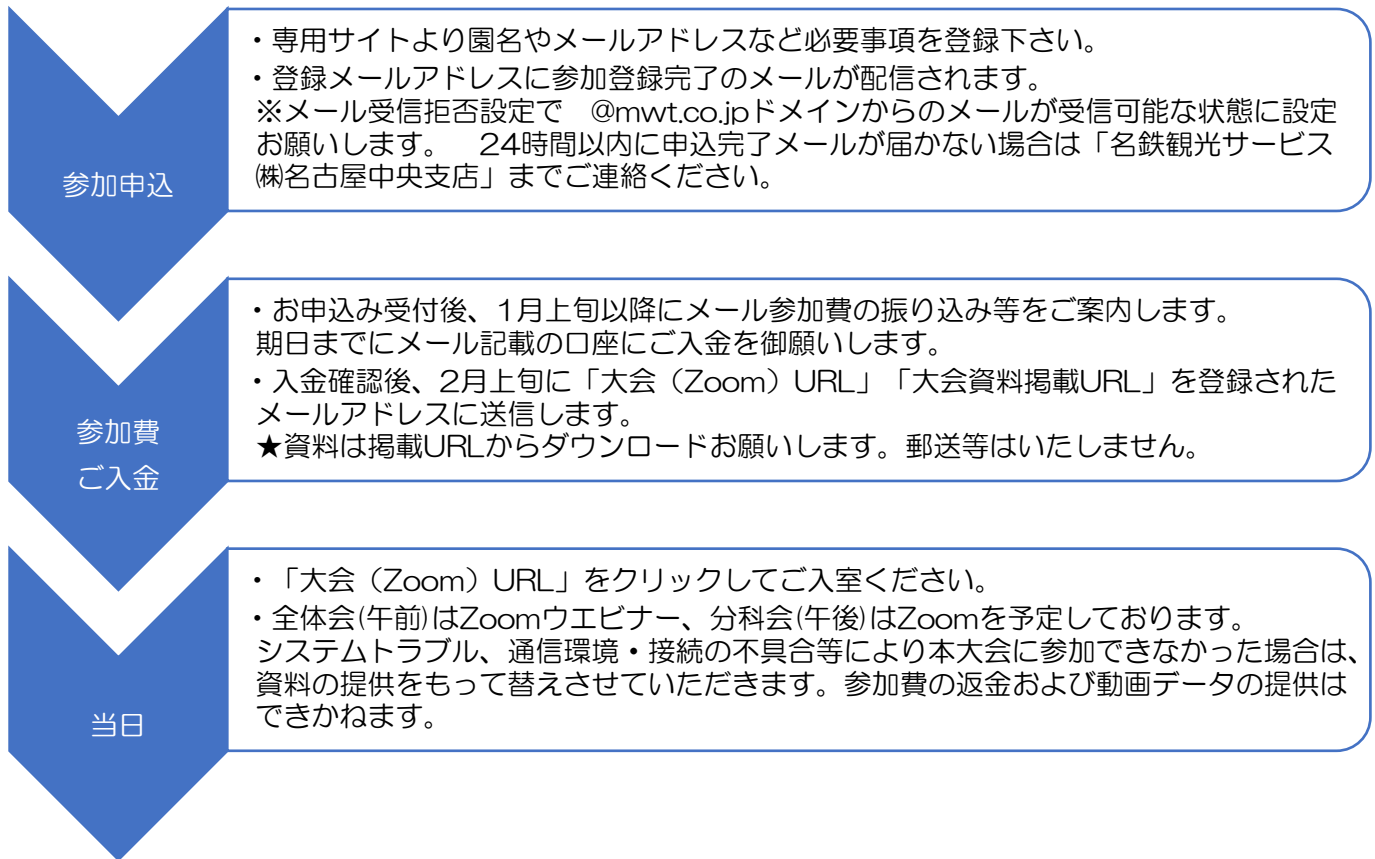 参加申込
・専用サイトより園名やメールアドレスなど必要事項を登録下さい。
・登録メールアドレスに参加登録完了のメールが配信されます。
※メール受信拒否設定で　@mwt.co.jpドメインからのメールが受信可能な状態に設定
お願いします。　24時間以内に申込完了メールが届かない場合は「名鉄観光サービス
㈱名古屋中央支店」までご連絡ください。
参加費
ご入金
・お申込み受付後、1月上旬以降にメール参加費の振り込み等をご案内します。
期日までにメール記載の口座にご入金を御願いします。
・入金確認後、2月上旬に「大会（Zoom）URL」「大会資料掲載URL」を登録された
メールアドレスに送信します。
★資料は掲載URLからダウンロードお願いします。郵送等はいたしません。
当日
・「大会（Zoom）URL」をクリックしてご入室ください。
・全体会(午前)はZoomウエビナー、分科会(午後)はZoomを予定しております。
システムトラブル、通信環境・接続の不具合等により本大会に参加できなかった場合は、
資料の提供をもって替えさせていただきます。参加費の返金および動画データの提供は
できかねます。